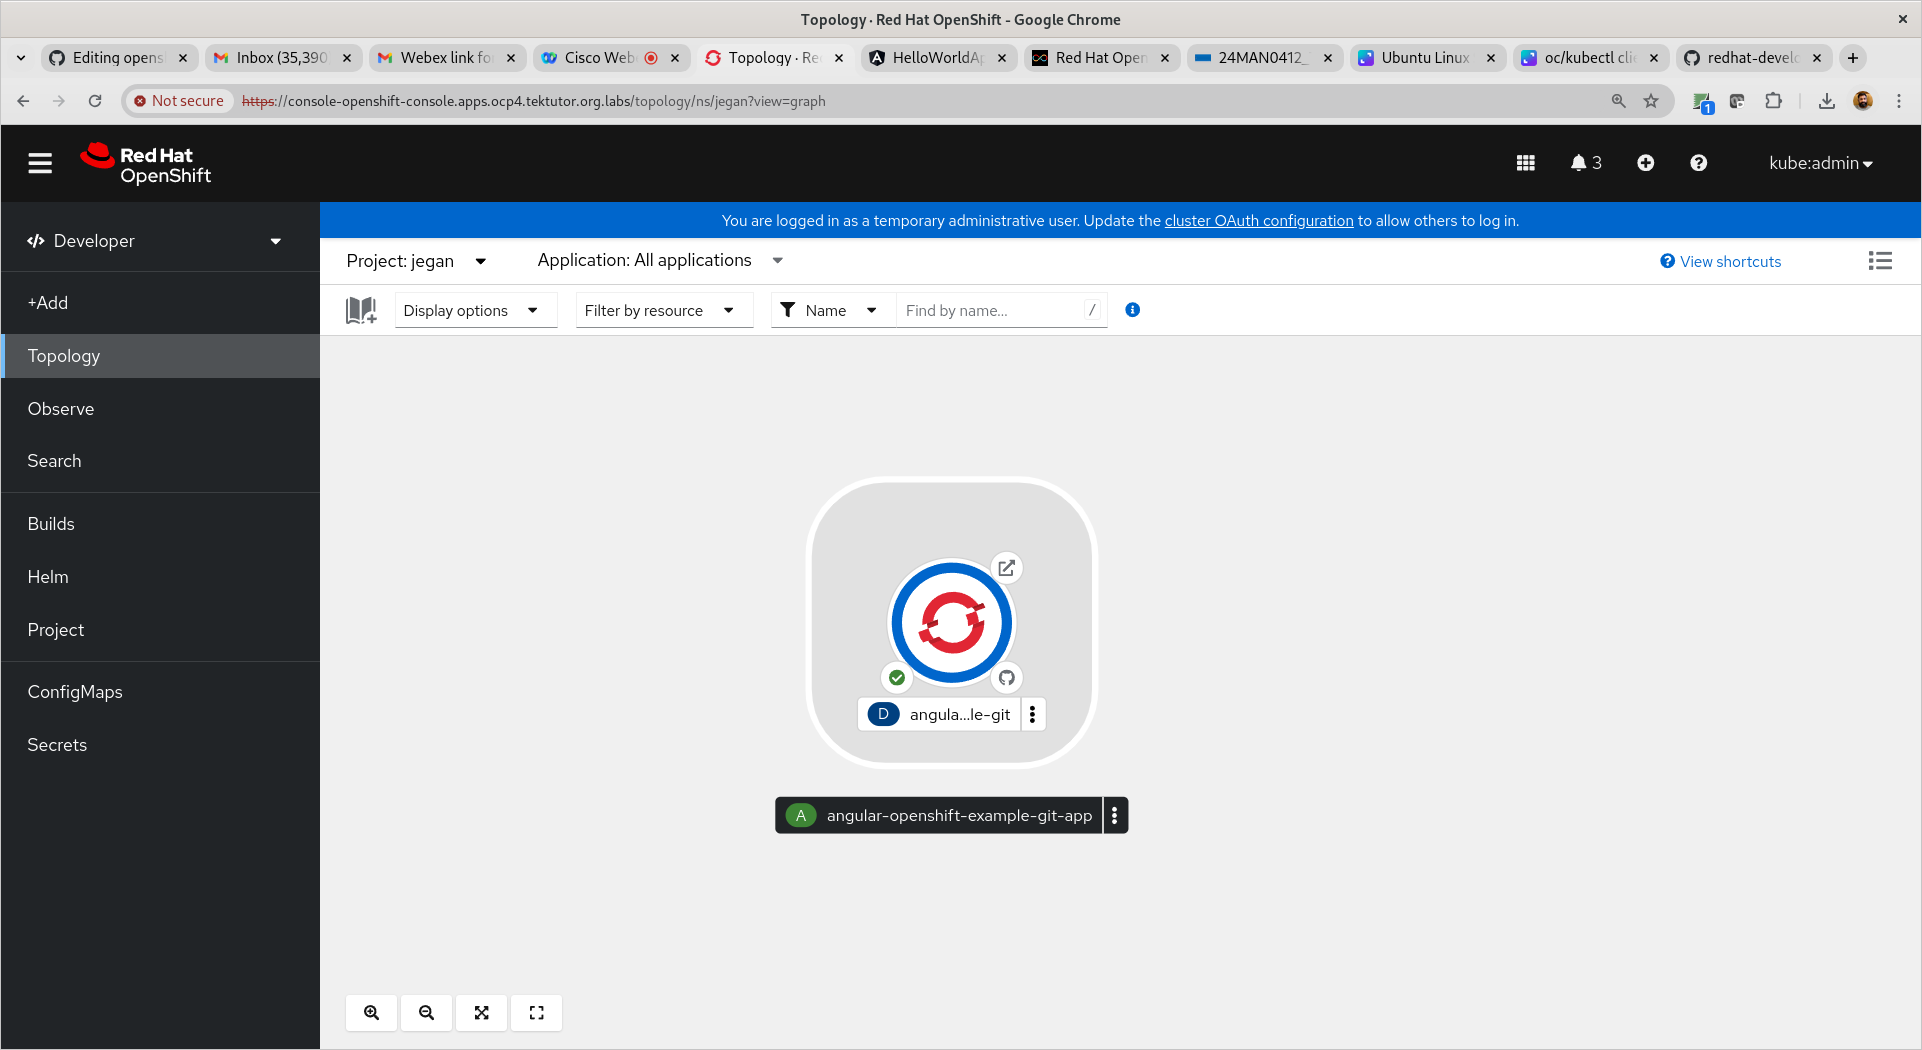 Topology · Red Hat OpenShift - Google Chrome
Editing opens
Inbox (35,390
Webex link fo
Cisco Web
Topology · Re
HelloWorldAp
Red Hat Open
24MAN0412_
Ubuntu Linux
oc/kubectl cli
redhat-develo
Not secure
https://console-openshift-console.apps.ocp4.tektutor.org.labs/topology/ns/jegan?view=graph
1
Red Hat
OpenShift
3
kube:admin
You are logged in as a temporary administrative user. Update the cluster OAuth configuration to allow others to log in.
Developer
+Add
Topology
Observe
Search
Builds
Helm
Project
ConfigMaps
Secrets
Project: jegan
Application: All applications
View shortcuts
Display options
Filter by resource
Name
Find by name...
/
D angula...le-git
A angular-openshift-example-git-app